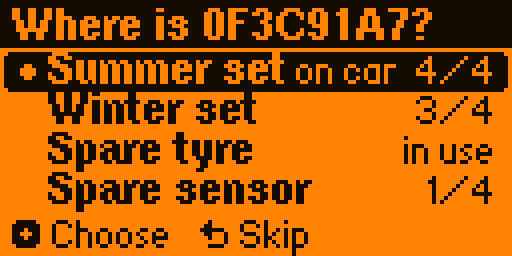 Where is 0F3C91A7?
Summer set on car 4/4
Winter set 3/4
Spare tyre in use
Spare sensor 1/4
Choose Skip